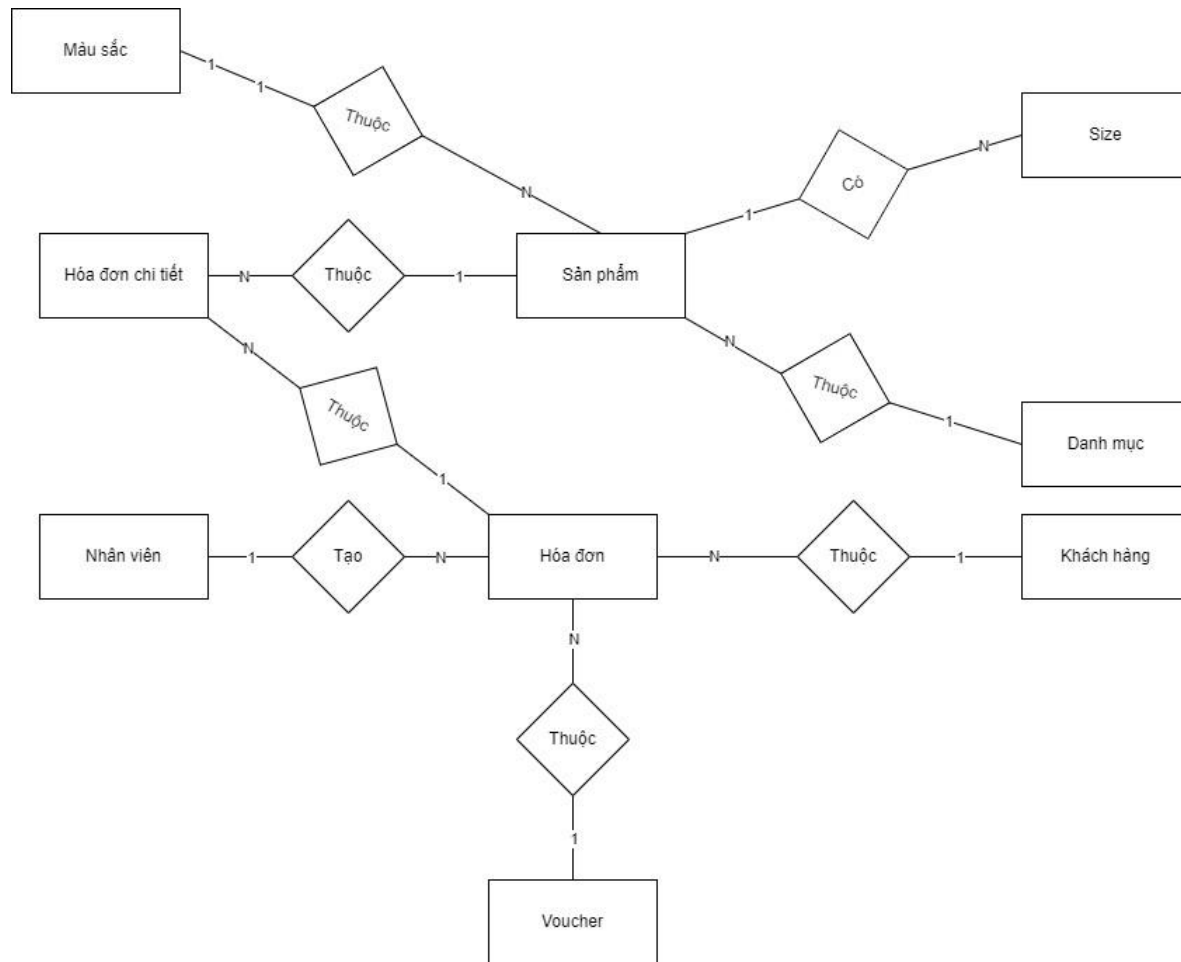 Màu sắc
1
1
Thuộc
N
Size
N
Có
1
Hóa đơn chi tiết
N
Thuộc
1
Sản phẩm
N
Thuộc
1
Danh mục
N
Thuộc
1
Nhân viên
1
Tạo
N
Hóa đơn
N
Thuộc
1
Khách hàng
N
Thuộc
1
Voucher